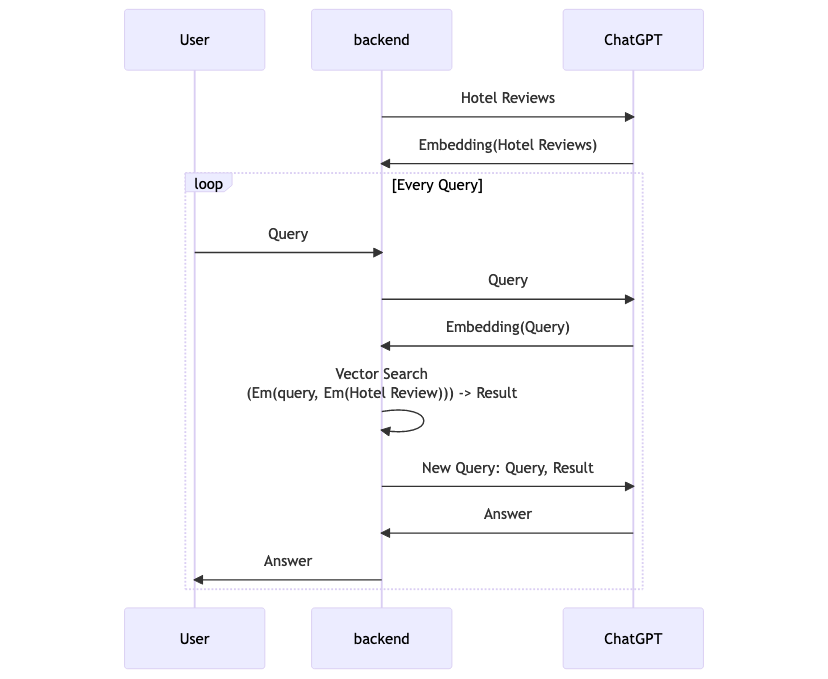 User
backend
ChatGPT
Hotel Reviews
Embedding(Hotel Reviews)
loop
[Every Query]
Query
Query
Embedding(Query)
Vector Search
(Em(query, Em(Hotel Review))) -> Result
New Query: Query, Result
Answer
Answer
User
backend
ChatGPT